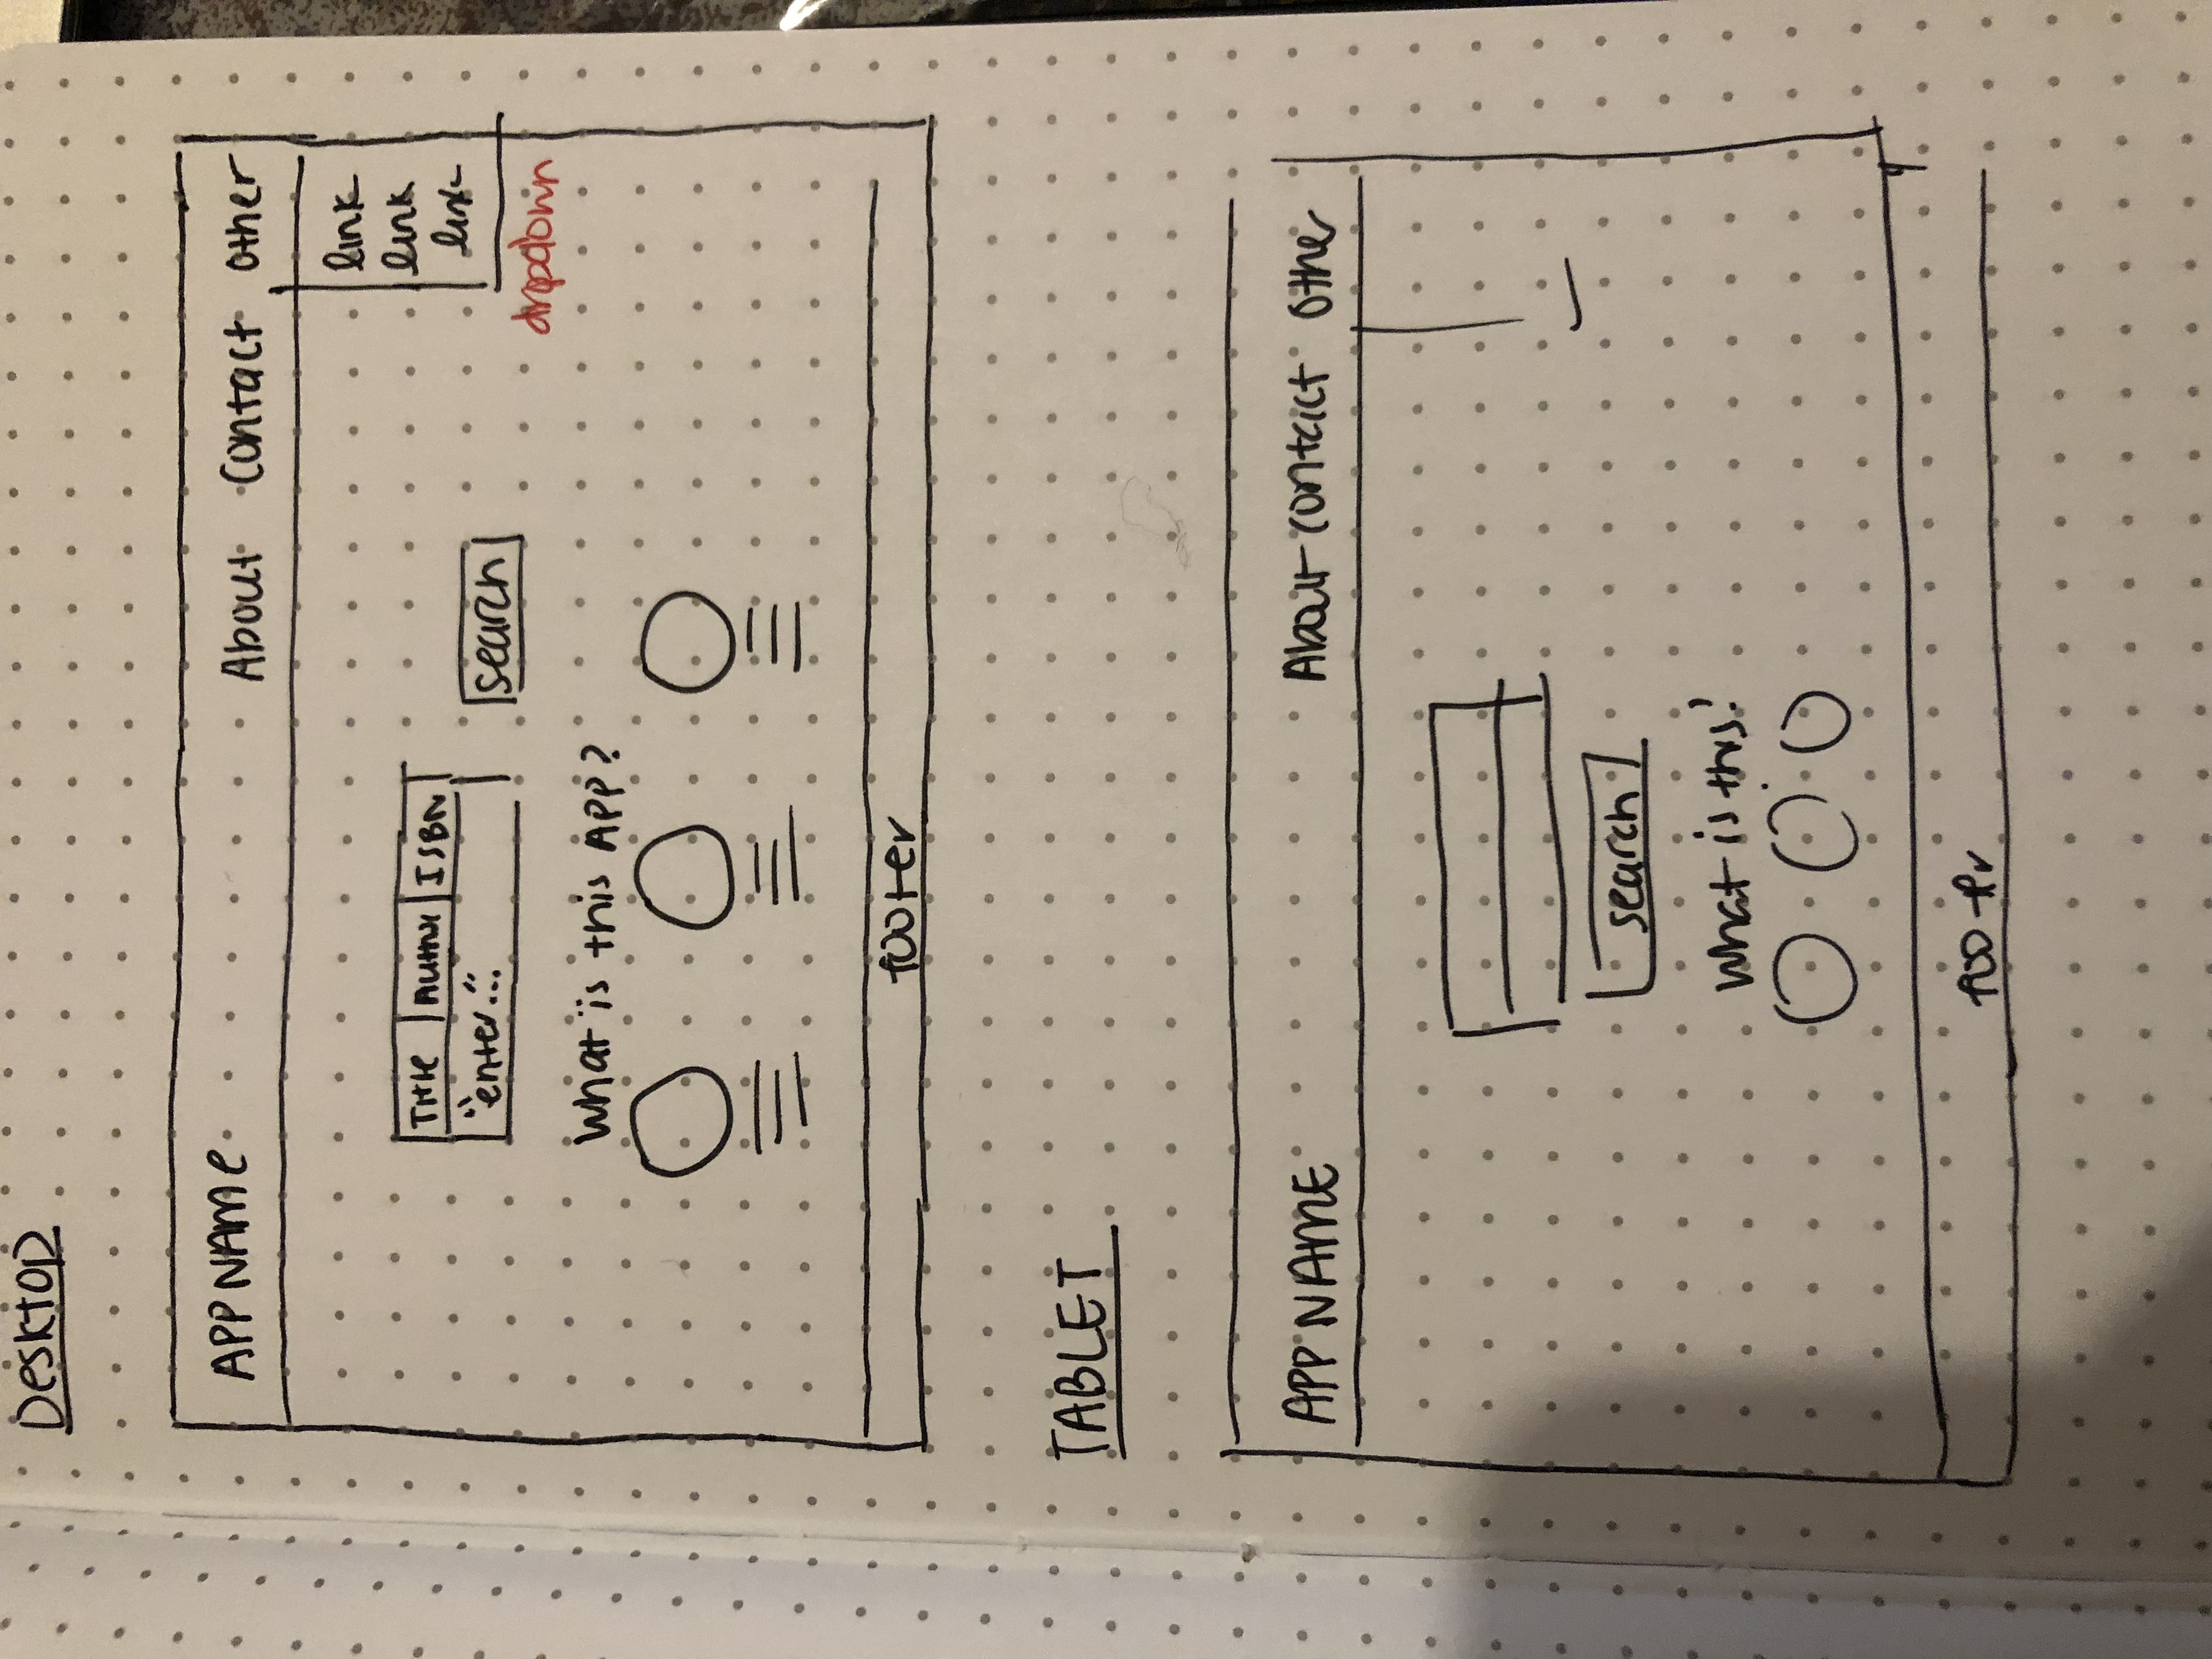 Desktop
APP NAME About Contact Other
link
link
link
Title Author ISBN
"enter..."
search
dropdown
What is this APP?
footer
TABLET
APP NAME About contact Other
search
What is this?
footer